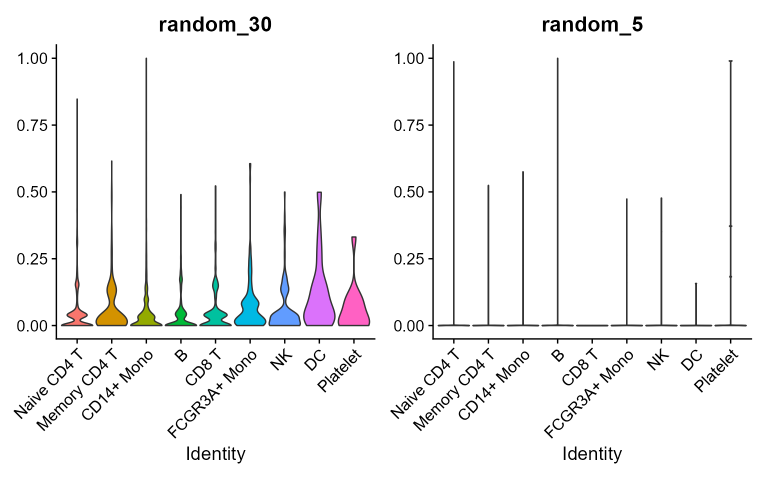 random_30
1.00
0.75
0.50
0.25
0.00
Naive CD4 T
Memory CD4 T
CD14+ Mono
B
CD8 T
FCGR3A+ Mono
NK
DC
Platelet
Identity
random_5
1.00
0.75
0.50
0.25
0.00
Naive CD4 T
Memory CD4 T
CD14+ Mono
B
CD8 T
FCGR3A+ Mono
NK
DC
Platelet
Identity